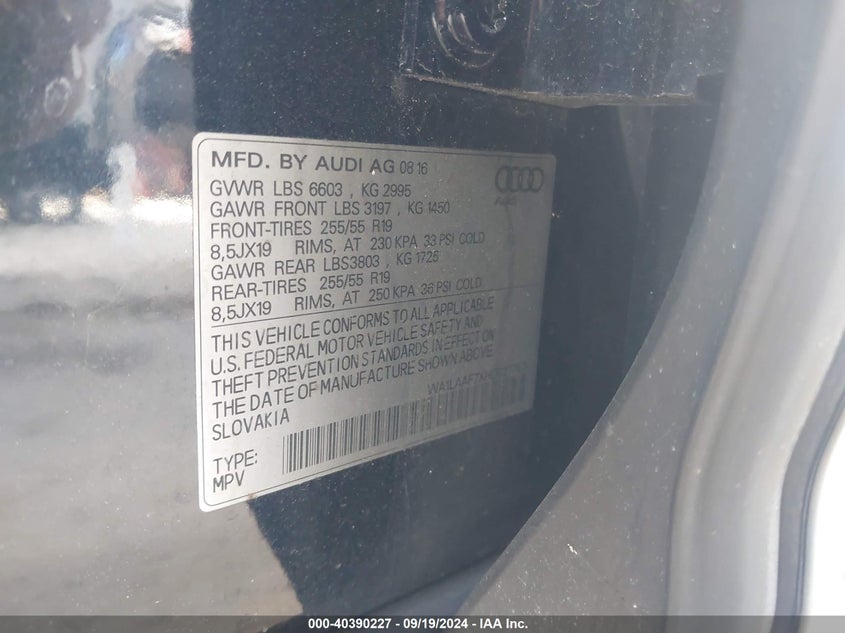 MFD. BY AUDI AG 08 16
GVWR LBS 6603 , KG 2995
GAWR FRONT LBS 3197 , KG 1450
FRONT-TIRES 255/55 R19
8,5JX19 RIMS, AT 230 KPA 33 PSI COLD
GAWR REAR LBS3803 , KG 1725
REAR-TIRES 255/55 R19
8,5JX19 RIMS, AT 250 KPA 36 PSI COLD
THIS VEHICLE CONFORMS TO ALL APPLICABLE
U.S. FEDERAL MOTOR VEHICLE SAFETY AND
THEFT PREVENTION STANDARDS IN EFFECT ON
THE DATE OF MANUFACTURE SHOWN ABOVE
SLOVAKIA
TYPE:
MPV
000-40390227 - 09/19/2024 - IAA Inc.